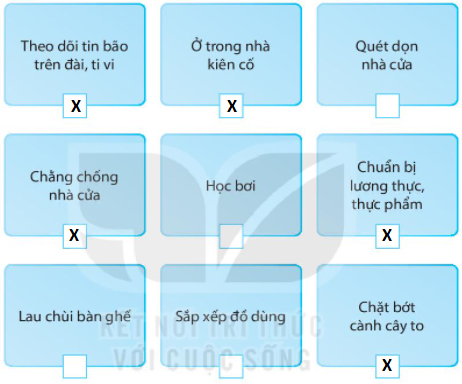 Theo dõi tin bão
trên đài, ti vi
X
Ở trong nhà
kiên cố
X
Quét dọn
nhà cửa
Chằng chống
nhà cửa
X
Học bơi
Chuẩn bị
lương thực,
thực phẩm
X
Lau chùi bàn ghế
Sắp xếp đồ dùng
Chặt bớt
cành cây to
X
KẾT NỐI TRI THỨC
VỚI CUỘC SỐNG